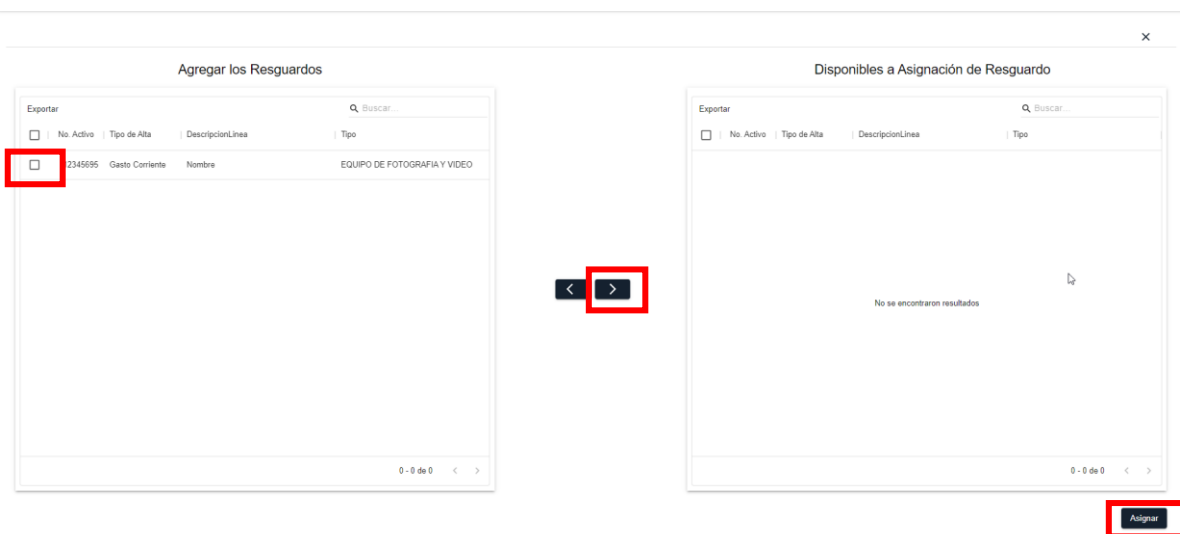 Agregar los Resguardos
Exportar
Buscar...
No. Activo Tipo de Alta DescripcionLinea Tipo
2345695 Gasto Corriente Nombre EQUIPO DE FOTOGRAFIA Y VIDEO
0 - 0 de 0
Disponibles a Asignación de Resguardo
Exportar
Buscar...
No. Activo Tipo de Alta DescripcionLinea Tipo
No se encontraron resultados
0 - 0 de 0
Asignar